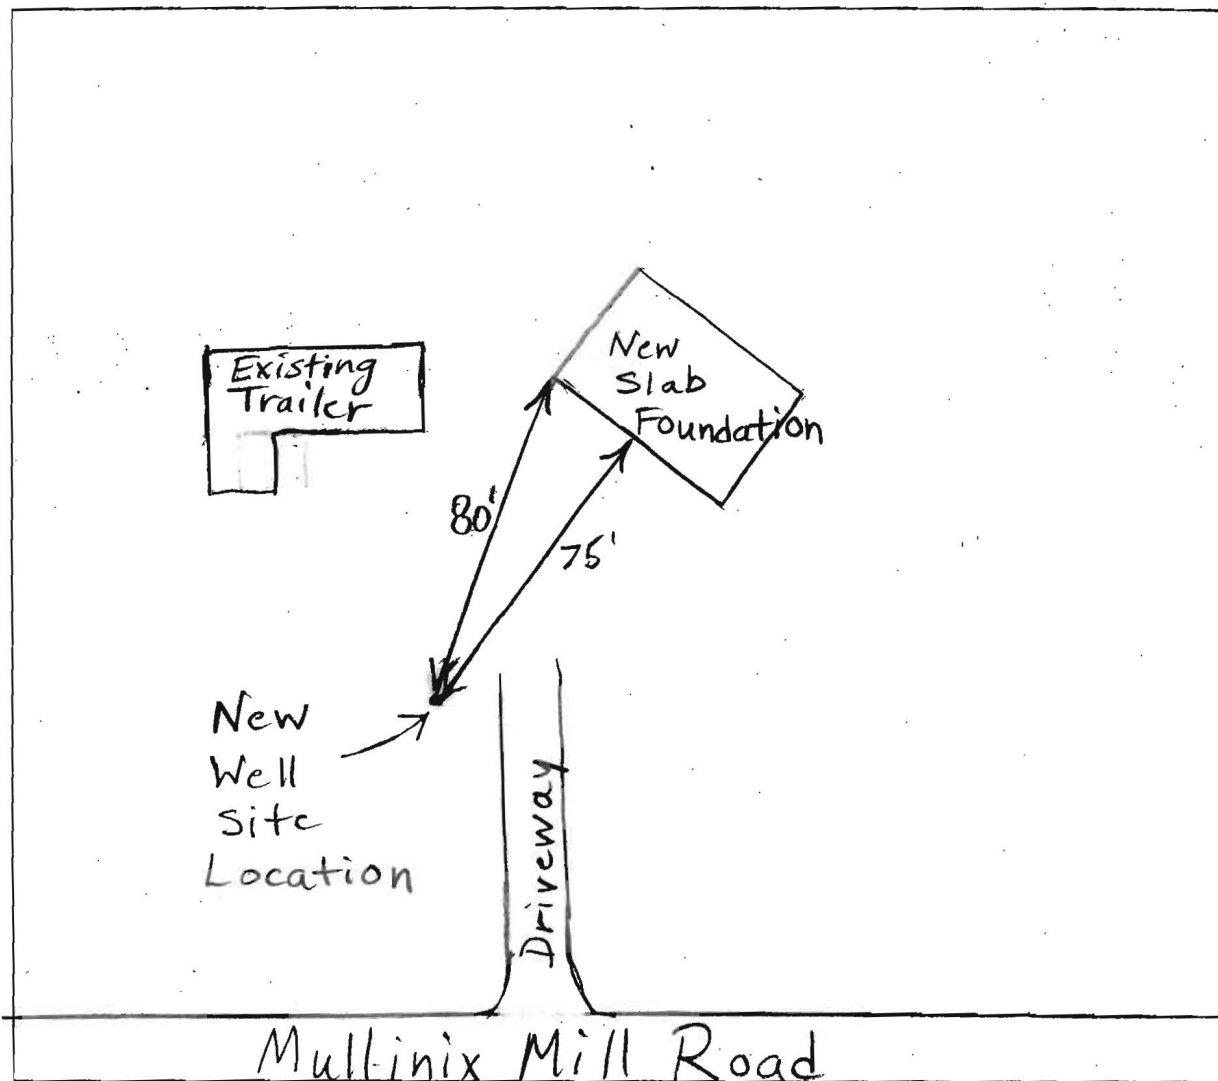 New
Slab
Foundation
Existing
Trailer
80'
75'
New
Well
Site
Location
Driveway
Mullinix Mill Road